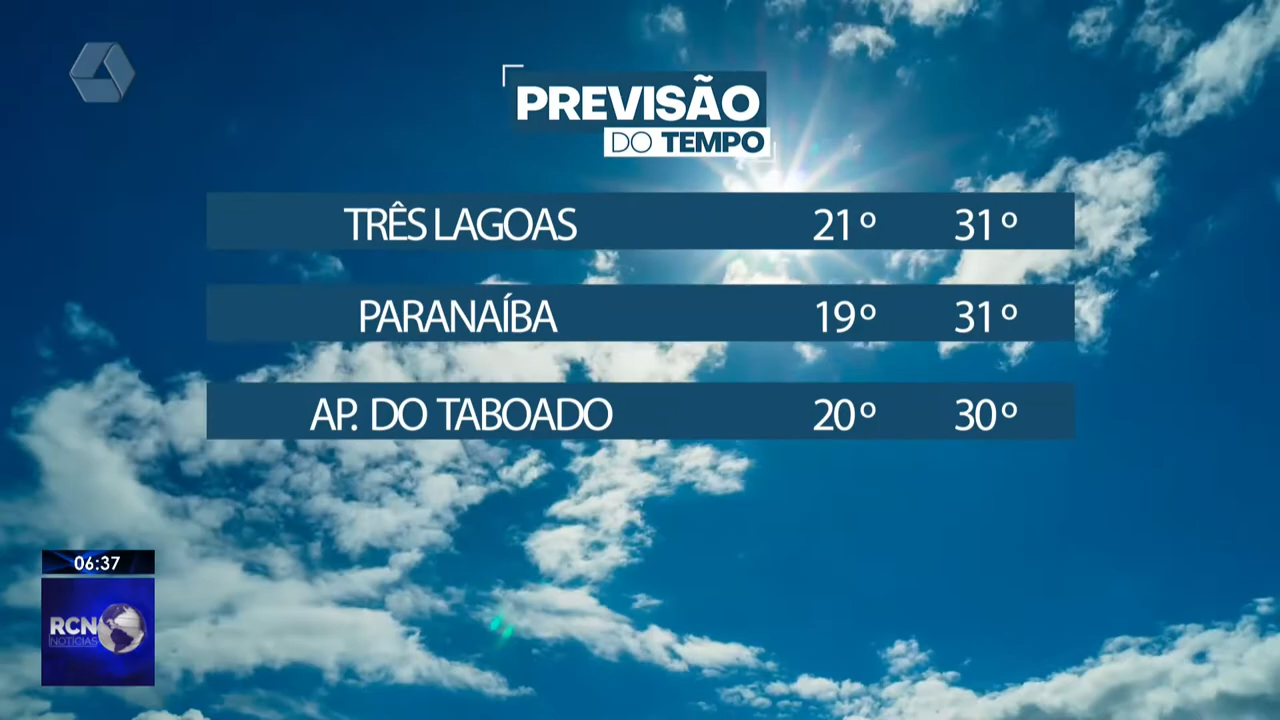 PREVISÃO
DO TEMPO
TRÊS LAGOAS 21º 31º
PARANAÍBA 19º 31º
AP. DO TABOADO 20º 30º
06:37
RCN
NOTÍCIAS